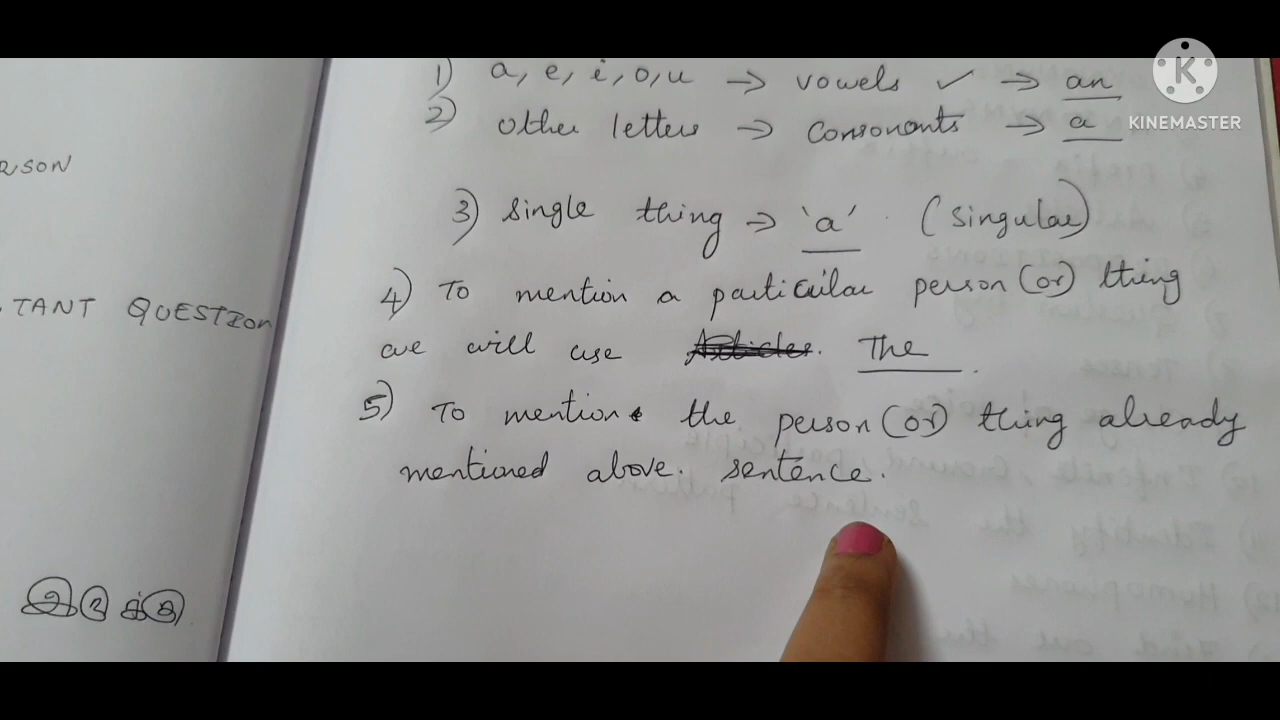 1) a, e, i, o, u → vowels ✓ → an
2) other letters → consonants → a
RSON
3) single thing → 'a' (singular)
4) To mention a particular person (or) thing
TANT QUESTION
we will use Articles. The.
5) To mention the person (or) thing already
mentioned above. sentence.
இருக்கு
KINEMASTER